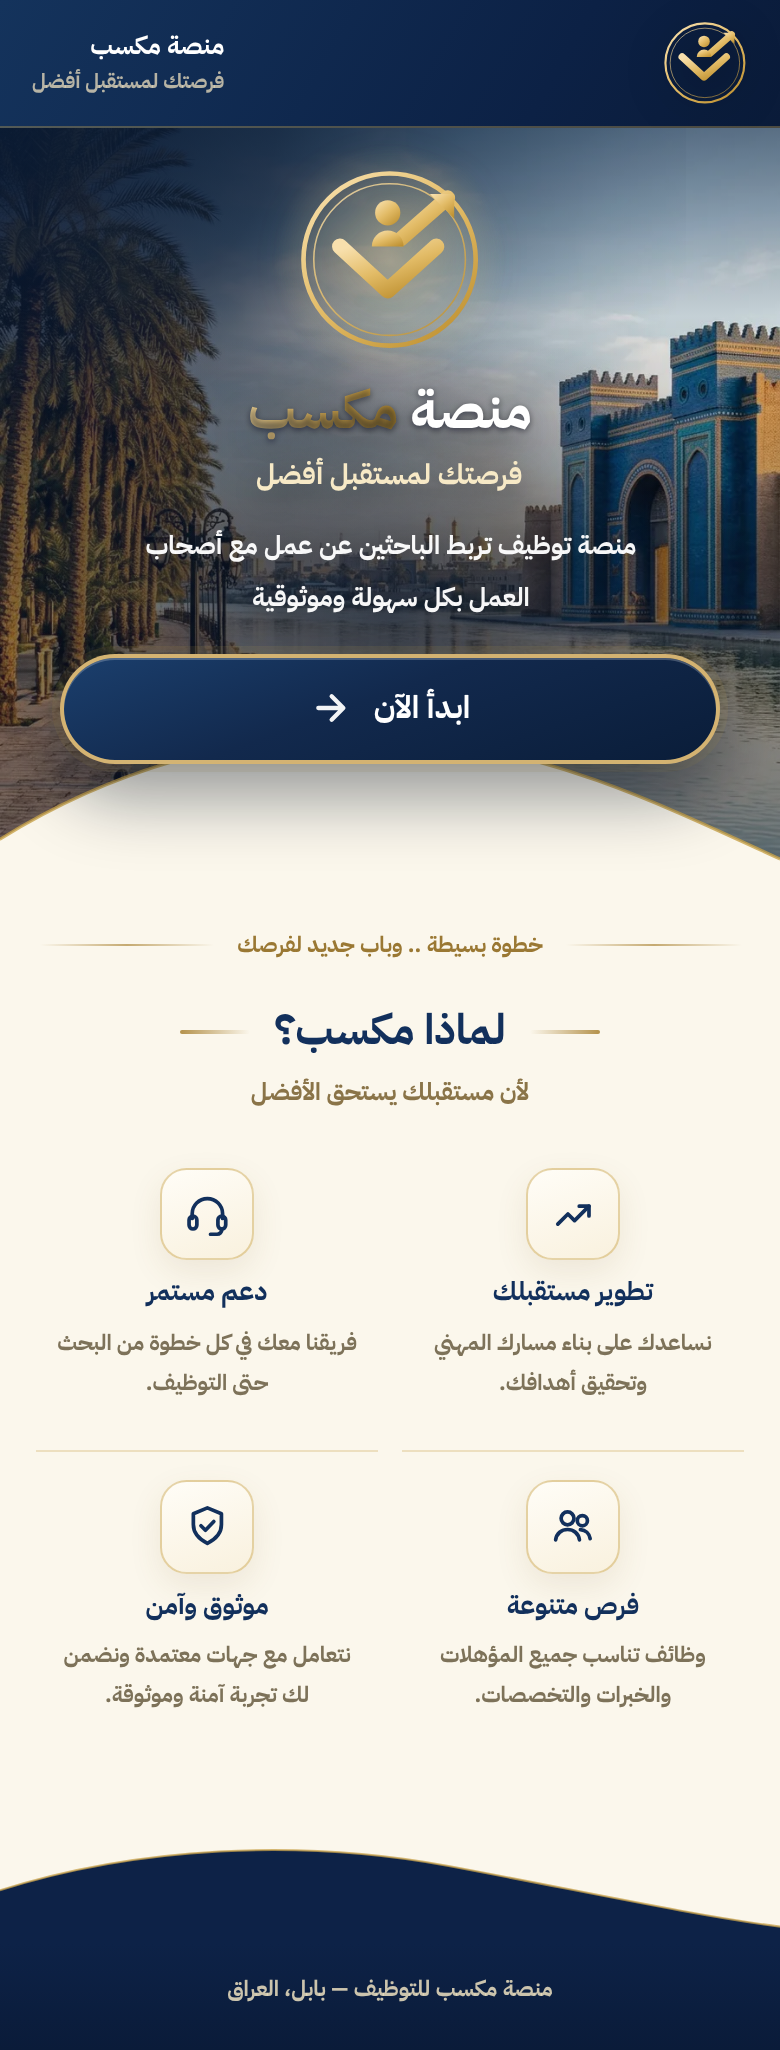 منصة مكسب
فرصتك لمستقبل أفضل
منصة مكسب
فرصتك لمستقبل أفضل
منصة توظيف تربط الباحثين عن عمل مع أصحاب
العمل بكل سهولة وموثوقية
ابدأ الآن
خطوة بسيطة .. وباب جديد لفرصك
لماذا مكسب؟
لأن مستقبلك يستحق الأفضل
تطوير مستقبلك
نساعدك على بناء مسارك المهني
وتحقيق أهدافك.
دعم مستمر
فريقنا معك في كل خطوة من البحث
حتى التوظيف.
فرص متنوعة
وظائف تناسب جميع المؤهلات
والخبرات والتخصصات.
موثوق وآمن
نتعامل مع جهات معتمدة ونضمن
لك تجربة آمنة وموثوقة.
منصة مكسب للتوظيف — بابل، العراق